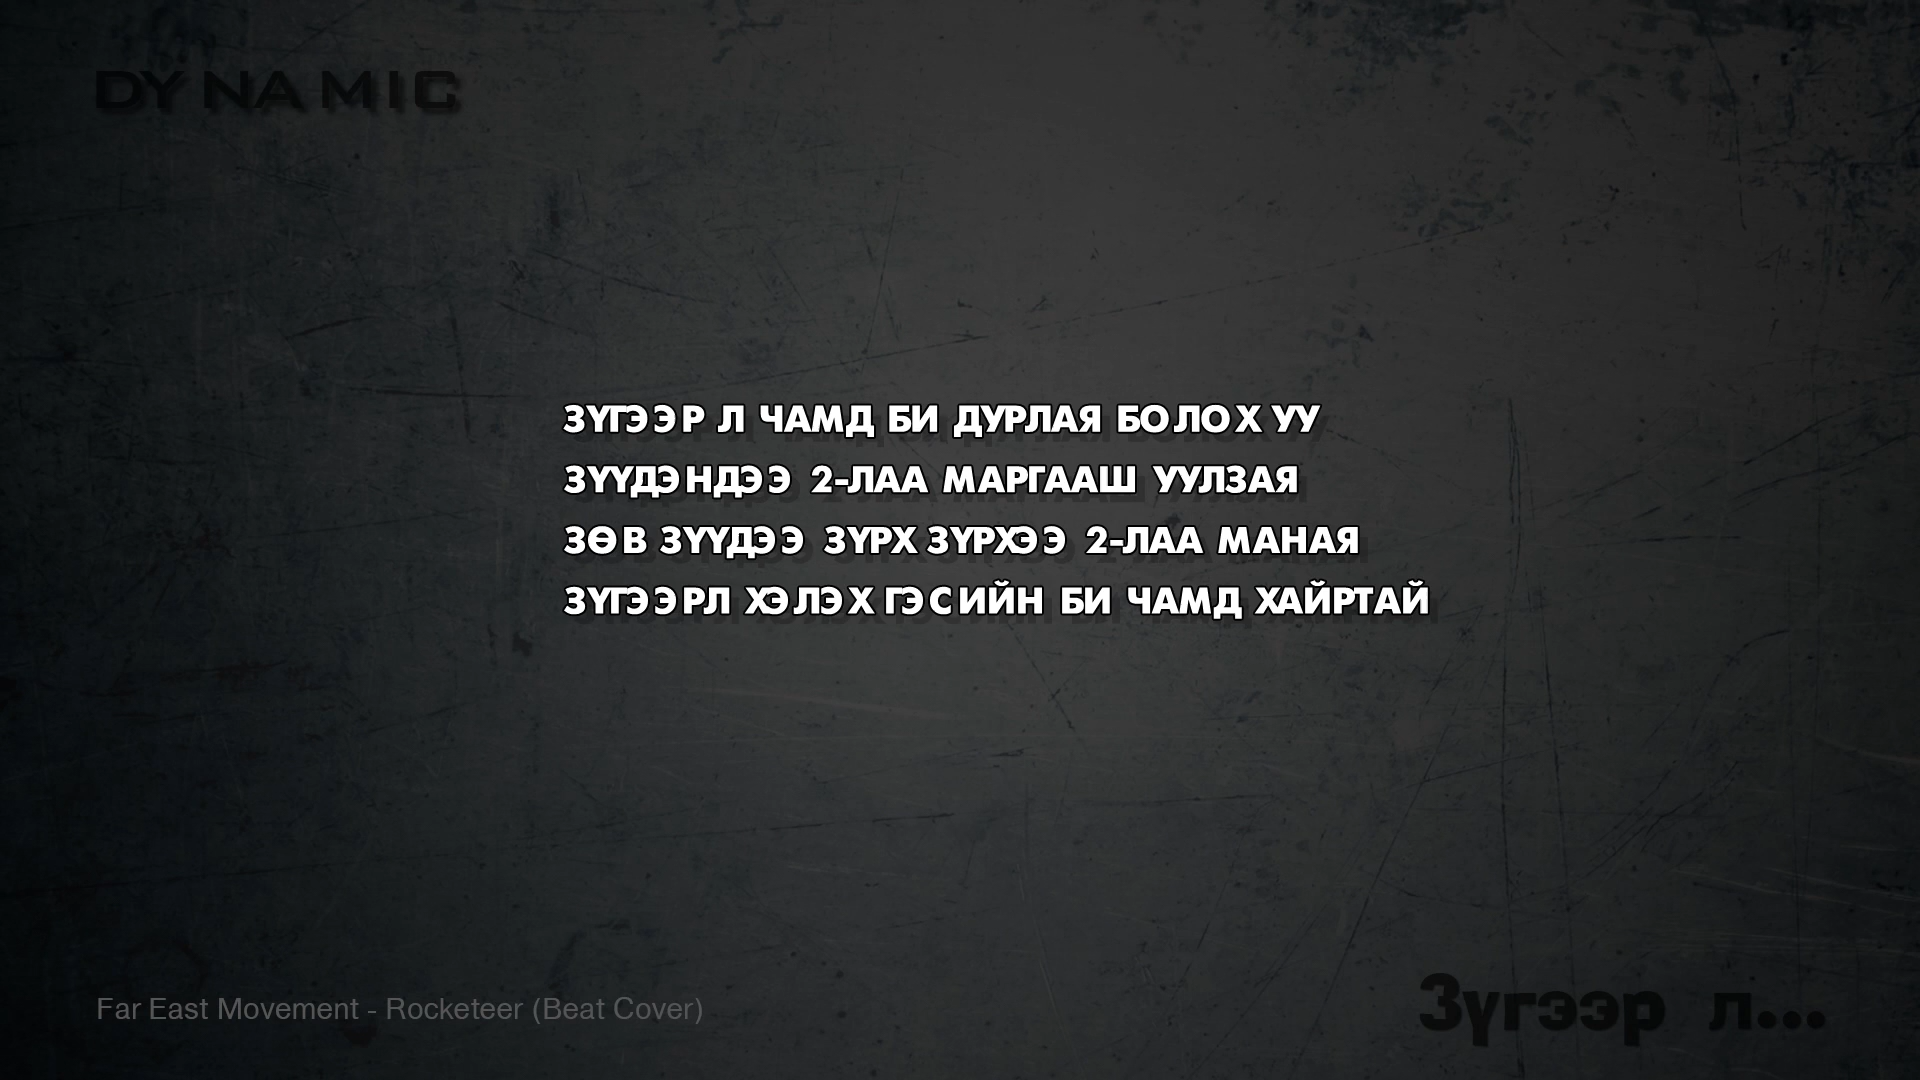 DYNAMIC
ЗҮГЭЭР Л ЧАМД БИ ДУРЛАЯ БОЛОХ УУ
ЗҮҮДЭНДЭЭ 2-ЛАА МАРГААШ УУЛЗАЯ
ЗӨВ ЗҮҮДЭЭ ЗҮРХ ЗҮРХЭЭ 2-ЛАА МАНАЯ
ЗҮГЭЭРЛ ХЭЛЭХ ГЭСИЙН БИ ЧАМД ХАЙРТАЙ
Far East Movement - Rocketeer (Beat Cover)
Зүгээр л...